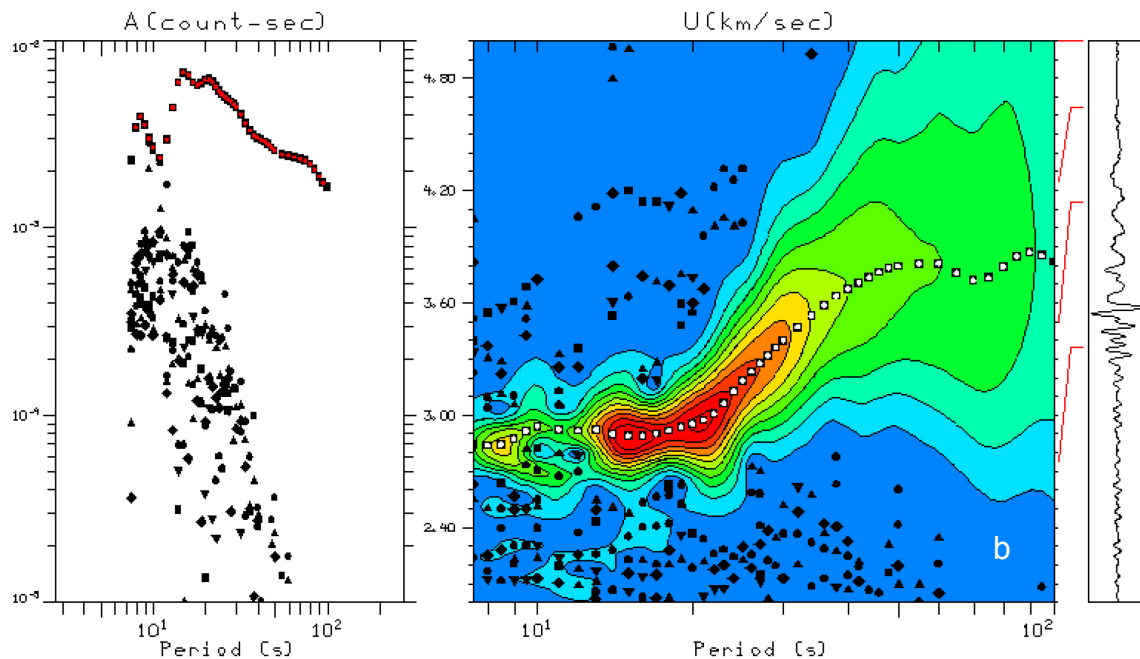 A(count-sec)
U(km/sec)
10-2
10-3
10-4
10-5
4.80
4.20
3.60
3.00
2.40
b
10¹
10²
10¹
10²
Period (s)
Period (s)